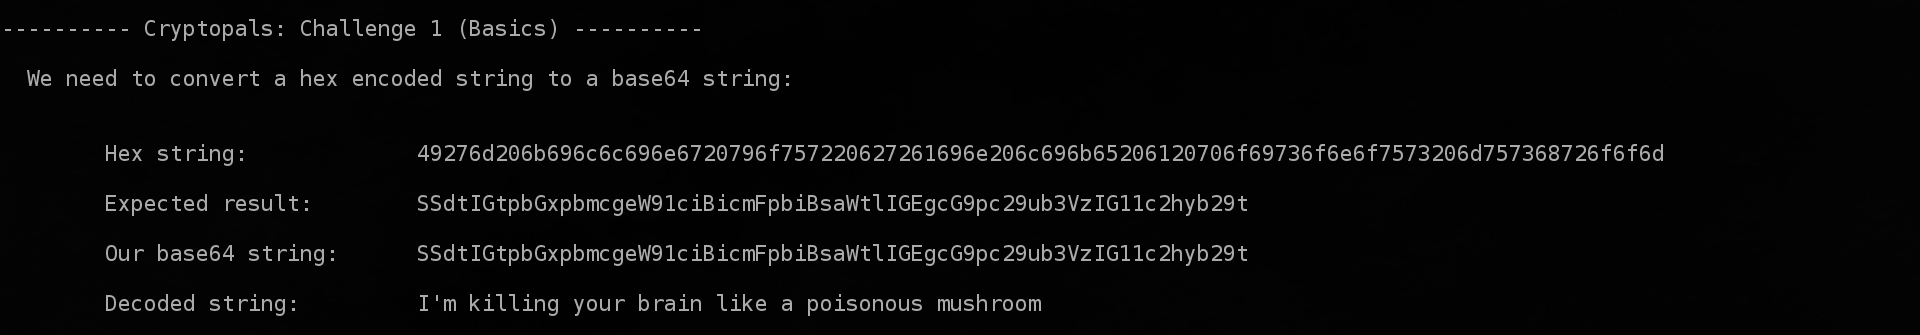 ---------- Cryptopals: Challenge 1 (Basics) ----------
We need to convert a hex encoded string to a base64 string:
Hex string: 49276d206b696c6c696e6720796f757220627261696e206c696b65206120706f69736f6e6f7573206d757368726f6f6d
Expected result: SSdtIGtpbGxpbmcgeW91ciBicmFpbiBsaWtlIGEgcG9pc29ub3VzIG11c2hyb29t
Our base64 string: SSdtIGtpbGxpbmcgeW91ciBicmFpbiBsaWtlIGEgcG9pc29ub3VzIG11c2hyb29t
Decoded string: I'm killing your brain like a poisonous mushroom